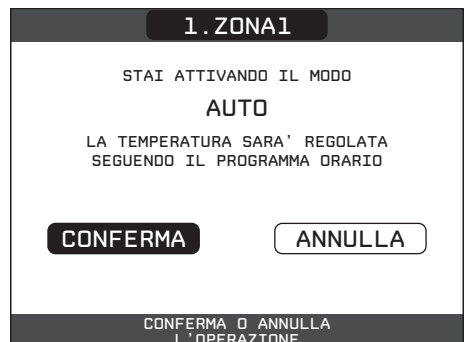 1.ZONA1
STAI ATTIVANDO IL MODO
AUTO
LA TEMPERATURA SARA' REGOLATA
SEGUENDO IL PROGRAMMA ORARIO
CONFERMA ANNULLA
CONFERMA O ANNULLA
L'OPERAZIONE